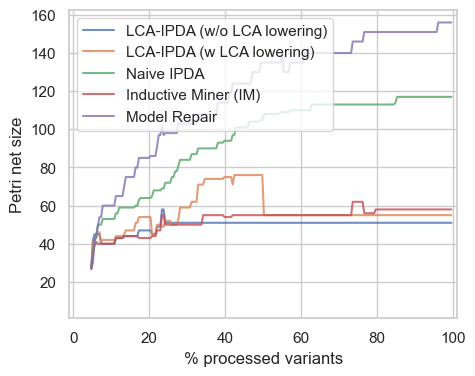 160
140
120
100
80
60
40
20
Petri net size
LCA-IPDA (w/o LCA lowering)
LCA-IPDA (w LCA lowering)
Naive IPDA
Inductive Miner (IM)
Model Repair
0 20 40 60 80 100
% processed variants